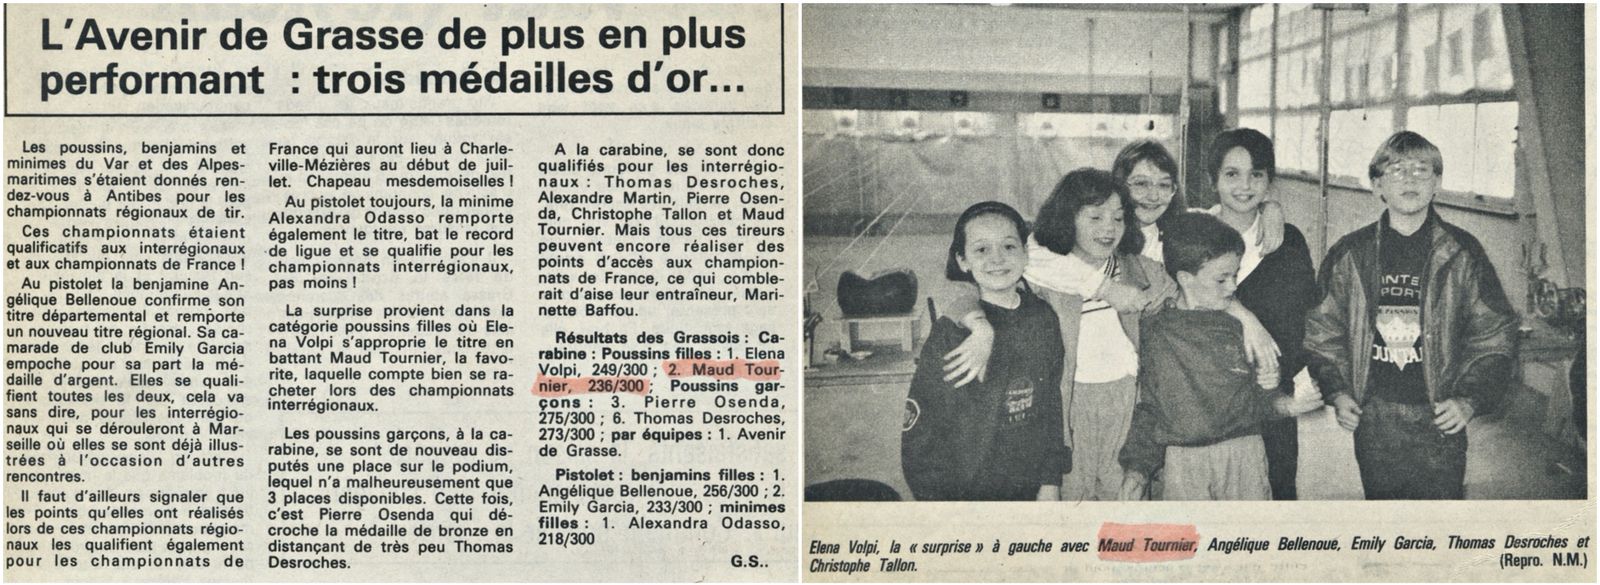 L'Avenir de Grasse de plus en plus
performant : trois médailles d'or...
Les poussins, benjamins et
minimes du Var et des Alpes-
maritimes s'étaient donnés ren-
dez-vous à Antibes pour les
championnats régionaux de tir.
Ces championnats étaient
qualificatifs aux interrégionaux
et aux championnats de France !
Au pistolet la benjamine An-
gélique Bellenoue confirme son
titre départemental et remporte
un nouveau titre régional. Sa ca-
marade de club Emily Garcia
empoche pour sa part la mé-
daille d'argent. Elles se quali-
fient toutes les deux, cela va
sans dire, pour les interrégio-
naux qui se dérouleront à Mar-
seille où elles se sont déjà illus-
trées à l'occasion d'autres
rencontres.
Il faut d'ailleurs signaler que
les points qu'elles ont réalisés
lors de ces championnats régio-
naux les qualifient également
pour les championnats de
France qui auront lieu à Charle-
ville-Mézières au début de juil-
let. Chapeau mesdemoiselles !
Au pistolet toujours, la minime
Alexandra Odasso remporte
également le titre, bat le record
de ligue et se qualifie pour les
championnats interrégionaux,
pas moins !
La surprise provient dans la
catégorie poussins filles où Ele-
na Volpi s'approprie le titre en
battant Maud Tournier, la favo-
rite, laquelle compte bien se ra-
cheter lors des championnats
interrégionaux.
Les poussins garçons, à la ca-
rabine, se sont de nouveau dis-
putés une place sur le podium,
lequel n'a malheureusement que
3 places disponibles. Cette fois,
c'est Pierre Osenda qui dé-
croche la médaille de bronze en
distançant de très peu Thomas
Desroches.
A la carabine, se sont donc
qualifiés pour les interrégio-
naux : Thomas Desroches,
Alexandre Martin, Pierre Osen-
da, Christophe Tallon et Maud
Tournier. Mais tous ces tireurs
peuvent encore réaliser des
points d'accès aux champion-
nats de France, ce qui comble-
rait d'aise leur entraîneur, Mari-
nette Baffou.
Résultats des Grassois : Ca-
rabine : Poussins filles : 1. Elena
Volpi, 249/300 ; 2. Maud Tour-
nier, 236/300 ; Poussins gar-
çons : 3. Pierre Osenda,
275/300 ; 6. Thomas Desroches,
273/300 ; par équipes : 1. Avenir
de Grasse.
Pistolet : benjamins filles : 1.
Angélique Bellenoue, 256/300 ; 2.
Emily Garcia, 233/300 ; minimes
filles : 1. Alexandra Odasso,
218/300
G.S..
INTE
PORT
JUNTA
Elena Volpi, la « surprise » à gauche avec Maud Tournier, Angélique Bellenoue, Emily Garcia, Thomas Desroches et
Christophe Tallon. (Repro. N.M.)